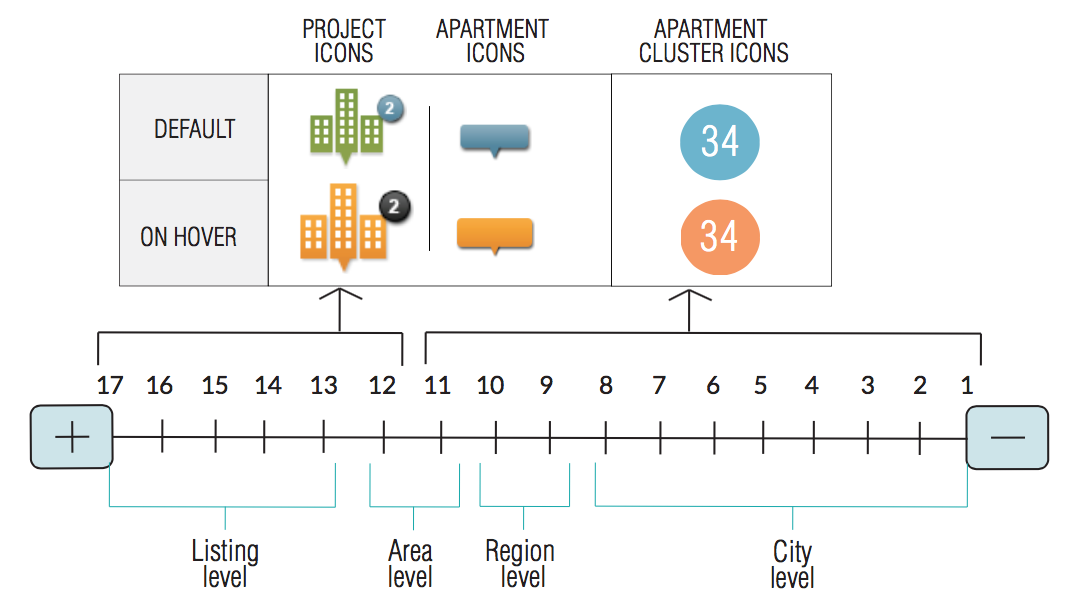 PROJECT
ICONS
APARTMENT
ICONS
APARTMENT
CLUSTER ICONS
DEFAULT
2
34
ON HOVER
2
34
17 16 15 14 13 12 11 10 9 8 7 6 5 4 3 2 1
+
−
Listing
level
Area
level
Region
level
City
level